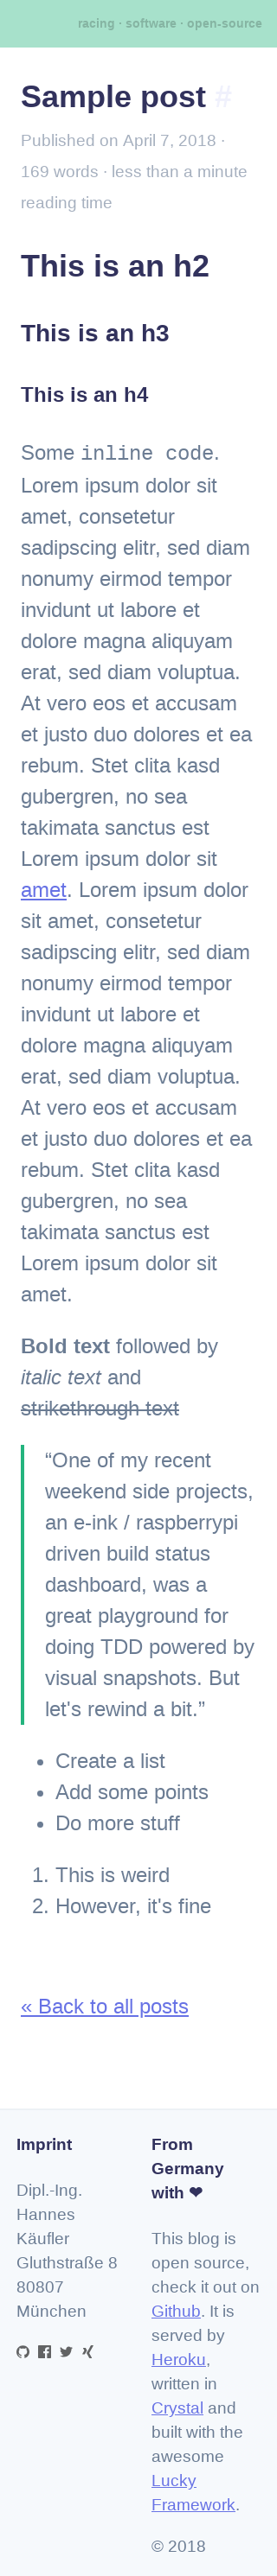 racing · software · open-source
Sample post #
Published on April 7, 2018 ·
169 words · less than a minute
reading time
This is an h2
This is an h3
This is an h4
Some inline code.
Lorem ipsum dolor sit
amet, consetetur
sadipscing elitr, sed diam
nonumy eirmod tempor
invidunt ut labore et
dolore magna aliquyam
erat, sed diam voluptua.
At vero eos et accusam
et justo duo dolores et ea
rebum. Stet clita kasd
gubergren, no sea
takimata sanctus est
Lorem ipsum dolor sit
amet. Lorem ipsum dolor
sit amet, consetetur
sadipscing elitr, sed diam
nonumy eirmod tempor
invidunt ut labore et
dolore magna aliquyam
erat, sed diam voluptua.
At vero eos et accusam
et justo duo dolores et ea
rebum. Stet clita kasd
gubergren, no sea
takimata sanctus est
Lorem ipsum dolor sit
amet.
Bold text followed by
italic text and
strikethrough text
“One of my recent
weekend side projects,
an e-ink / raspberrypi
driven build status
dashboard, was a
great playground for
doing TDD powered by
visual snapshots. But
let's rewind a bit.”
• Create a list
• Add some points
• Do more stuff
1. This is weird
2. However, it's fine
« Back to all posts
Imprint
Dipl.-Ing.
Hannes
Käufler
Gluthstraße 8
80807
München
From
Germany
with ❤
This blog is
open source,
check it out on
Github. It is
served by
Heroku,
written in
Crystal and
built with the
awesome
Lucky
Framework.
© 2018